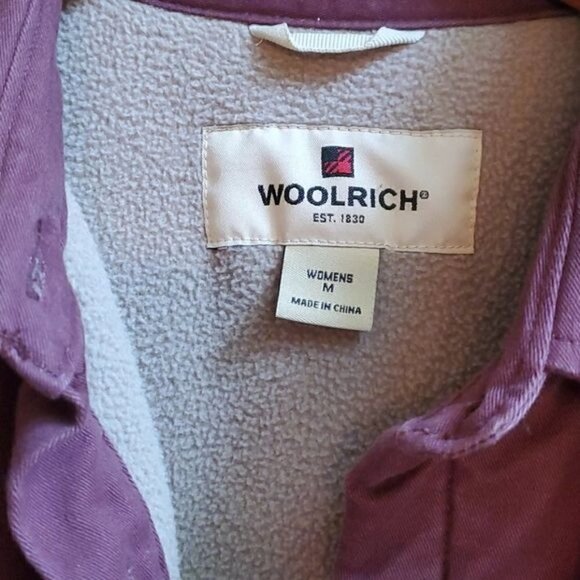 WOOLRICH®
EST. 1830
WOMENS
M
MADE IN CHINA